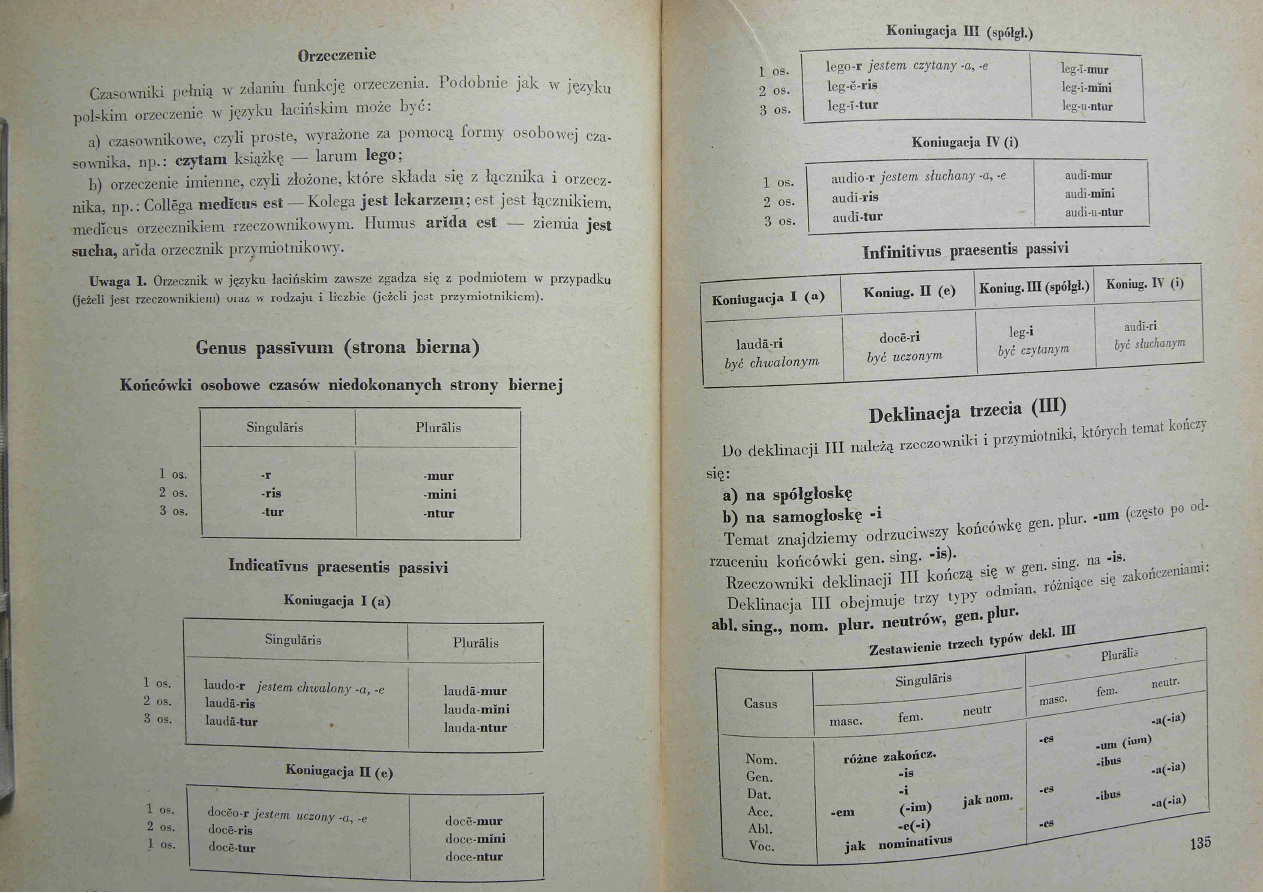 Orzeczenie
Czasowniki pełnią w zdaniu funkcję orzeczenia. Podobnie jak w języku
polskim orzeczenie w języku łacińskim może być:
a) czasownikowe, czyli proste, wyrażone za pomocą formy osobowej cza-
sownika, np.: czytam książkę — larum lego;
b) orzeczenie imienne, czyli złożone, które składa się z łącznika i orzecz-
nika, np.: Collēga medĭcus est — Kolega jest lekarzem; est jest łącznikiem,
medĭcus orzecznikiem rzeczownikowym. Humus arĭda est — ziemia jest
sucha, arĭda orzecznik przymiotnikowy.
Uwaga 1. Orzecznik w języku łacińskim zawsze zgadza się z podmiotem w przypadku
(jeżeli jest rzeczownikiem) oraz w rodzaju i liczbie (jeżeli jest przymiotnikiem).
Genus passīvum (strona bierna)
Końcówki osobowe czasów niedokonanych strony biernej
Singulāris Plurālis
1 os. -r -mur
2 os. -ris -mini
3 os. -tur -ntur
Indicatīvus praesentis passivi
Koniugacja I (a)
Singulāris Plurālis
1 os. laudo-r jestem chwalony -a, -e laudā-mur
2 os. laudā-ris lauda-mĭni
3 os. laudā-tur lauda-ntur
Koniugacja II (e)
1 os. docĕo-r jestem uczony -a, -e docē-mur
2 os. docē-ris doce-mĭni
1 os. docē-tur doce-ntur
Koniugacja III (spółgł.)
1 os. lego-r jestem czytany -a, -e leg-ĭ-mur
2 os. leg-ĕ-ris leg-i-mĭni
3 os. leg-ĭ-tur leg-u-ntur
Koniugacja IV (i)
1 os. audio-r jestem słuchany -a, -e audī-mur
2 os. audī-ris audi-mĭni
3 os. audī-tur audi-u-ntur
Infinitivus praesentis passivi
Koniugacja I (a) Koniug. II (e) Koniug. III (spółgł.) Koniug. IV (i)
laudā-ri docē-ri leg-i audī-ri
być chwalonym być uczonym być czytanym być słuchanym
Deklinacja trzecia (III)
Do deklinacji III należą rzeczowniki i przymiotniki, których temat kończy
się:
a) na spółgłoskę
b) na samogłoskę -i
Temat znajdziemy odrzuciwszy końcówkę gen. plur. -um (często po od-
rzuceniu końcówki gen. sing. -is).
Rzeczowniki deklinacji III kończą się w gen. sing. na -is.
Deklinacja III obejmuje trzy typy odmian, różniące się zakończeniami:
abl. sing., nom. plur. neutrów, gen. plur.
Zestawienie trzech typów dekl. III
Casus Singulāris Plurālis
masc. fem. neutr masc. fem. neutr.
Nom. różne zakończ. -es -a(-ia)
Gen. -is -um (ium)
Dat. -i -ibus
Acc. -em (-im) jak nom. -es -a(-ia)
Abl. -e(-i) -ibus
Voc. jak nominativus -es -a(-ia)
135